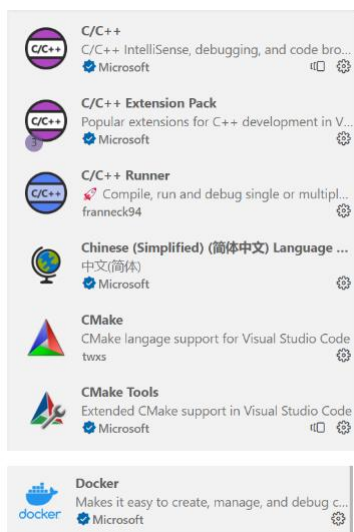 C/C++
C/C++
C/C++ IntelliSense, debugging, and code bro...
Microsoft
C/C++ Extension Pack
C/C++
Popular extensions for C++ development in V...
3
Microsoft
C/C++ Runner
C/C++
Compile, run and debug single or multipl...
franneck94
Chinese (Simplified) (简体中文) Language ...
中文(简体)
Microsoft
CMake
CMake langage support for Visual Studio Code
twxs
CMake Tools
Extended CMake support in Visual Studio Code
Microsoft
Docker
Makes it easy to create, manage, and debug c...
docker
Microsoft